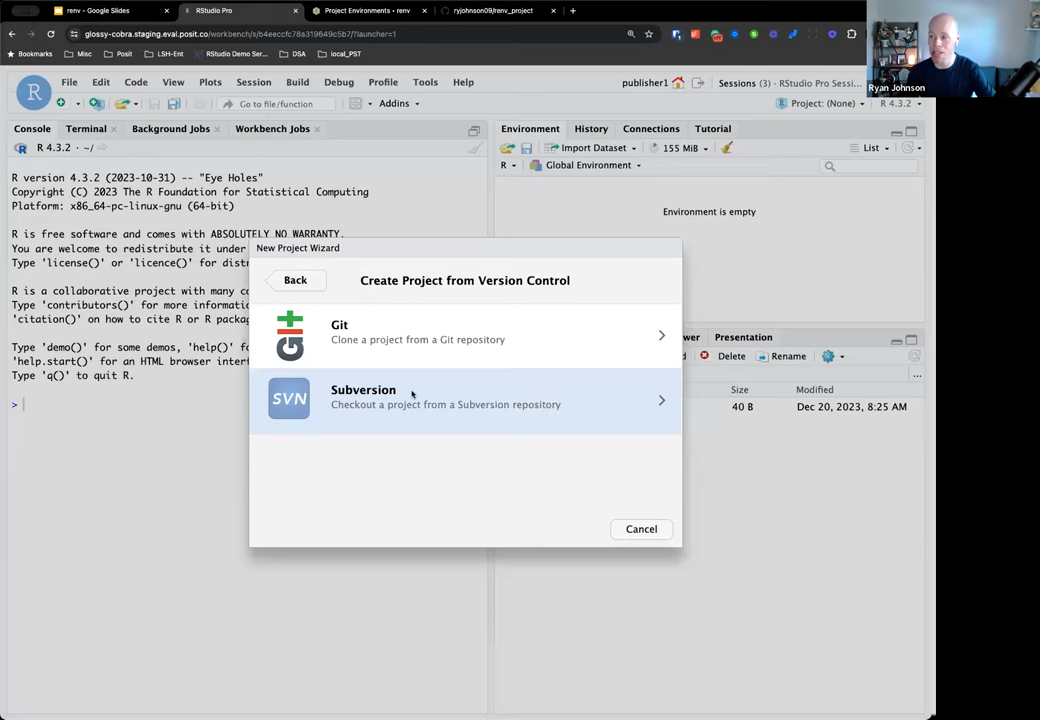 renv – Google Slides
RStudio Pro
Project Environments • renv
ryjohnson09/renv_project
glossy-cobra.staging.eval.posit.co/workbench/s/b4eeccfc78a319649c5b7/?launcher=1
Bookmarks
Misc
Posit
LSH-Ent
RStudio Demo Ser...
DSA
local_PST
Ryan Johnson
R
File
Edit
Code
View
Plots
Session
Build
Debug
Profile
Tools
Help
publisher1
Sessions (3)
RStudio Pro Sessi...
Go to file/function
Addins
Project: (None)
R 4.3.2
Console
Terminal
Background Jobs
Workbench Jobs
R 4.3.2 · ~/
R version 4.3.2 (2023-10-31) -- "Eye Holes"
Copyright (C) 2023 The R Foundation for Statistical Computing
Platform: x86_64-pc-linux-gnu (64-bit)
R is free software and comes with ABSOLUTELY NO WARRANTY.
You are welcome to redistribute it under
Type 'license()' or 'licence()' for dist
R is a collaborative project with many co
Type 'contributors()' for more informatio
'citation()' on how to cite R or R packag
Type 'demo()' for some demos, 'help()' fo
'help.start()' for an HTML browser interf
Type 'q()' to quit R.
>
Environment
History
Connections
Tutorial
Import Dataset
155 MiB
List
R
Global Environment
Environment is empty
New Project Wizard
Back
Create Project from Version Control
Git
Git
Clone a project from a Git repository
SVN
Subversion
Checkout a project from a Subversion repository
Cancel
wer
Presentation
d
Delete
Rename
...
Size
Modified
40 B
Dec 20, 2023, 8:25 AM